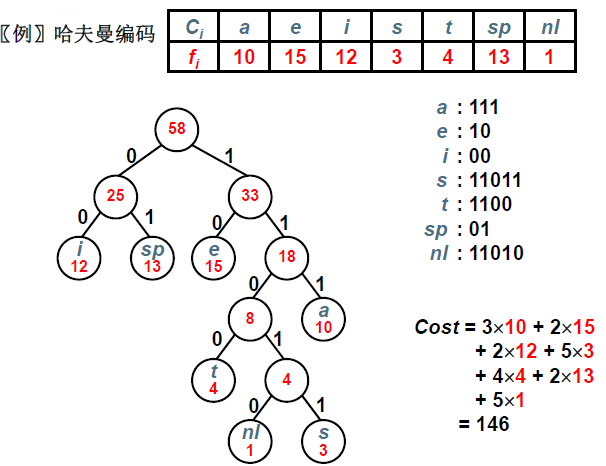 〖例〗哈夫曼编码
Ci a e i s t sp nl
fi 10 15 12 3 4 13 1
58
0 1
25 33
0 1 0 1
i 12 sp 13 e 15 18
0 1
8 a 10
0 1
t 4 4
0 1
nl 1 s 3
a : 111
e : 10
i : 00
s : 11011
t : 1100
sp : 01
nl : 11010
Cost = 3×10 + 2×15
+ 2×12 + 5×3
+ 4×4 + 2×13
+ 5×1
= 146